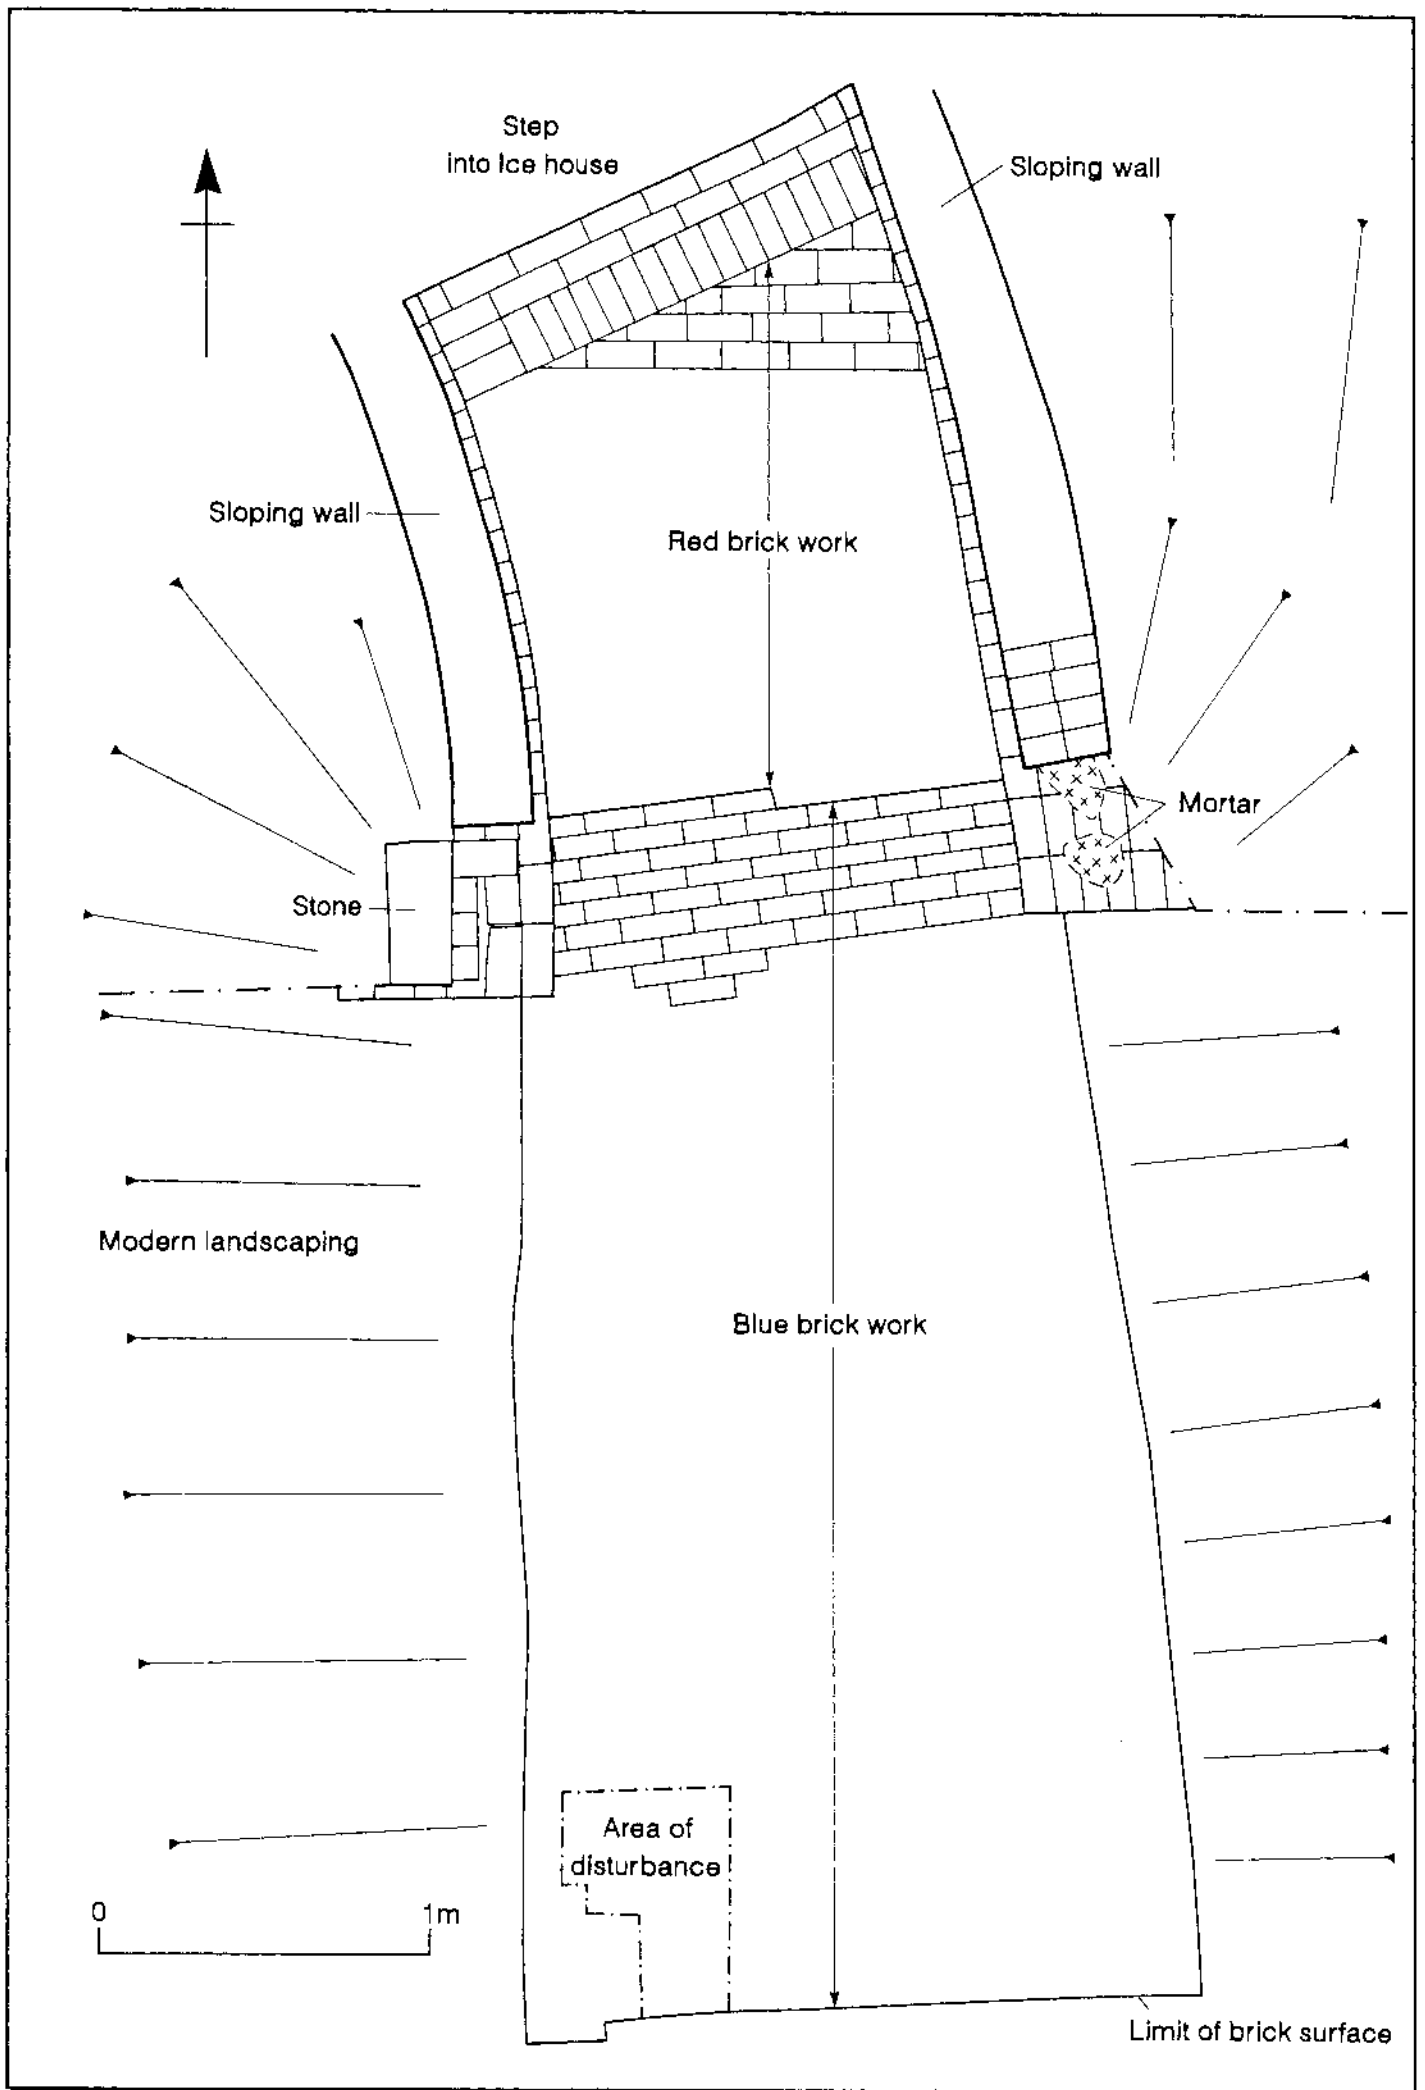 Step
into Ice house
Sloping wall
Sloping wall
Red brick work
Mortar
Stone
Modern landscaping
Blue brick work
Area of
disturbance
0
1m
Limit of brick surface